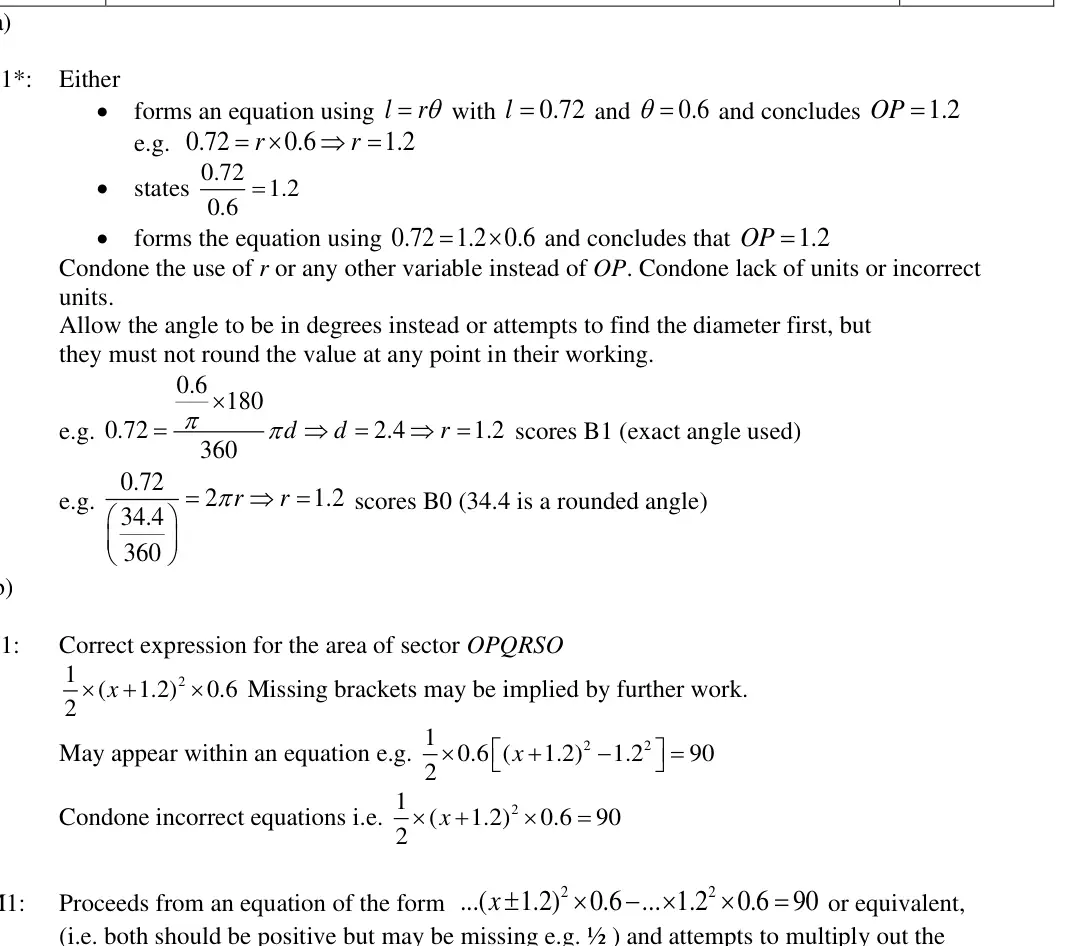 a)
1*: Either
• forms an equation using l = rθ with l = 0.72 and θ = 0.6 and concludes OP = 1.2
e.g. 0.72 = r × 0.6 ⇒ r = 1.2
• states 0.72/0.6 = 1.2
• forms the equation using 0.72 = 1.2 × 0.6 and concludes that OP = 1.2
Condone the use of r or any other variable instead of OP. Condone lack of units or incorrect
units.
Allow the angle to be in degrees instead or attempts to find the diameter first, but
they must not round the value at any point in their working.
e.g. 0.72 = (0.6/π × 180)/360 πd ⇒ d = 2.4 ⇒ r = 1.2 scores B1 (exact angle used)
e.g. 0.72/(34.4/360) = 2πr ⇒ r = 1.2 scores B0 (34.4 is a rounded angle)
b)
1: Correct expression for the area of sector OPQRSO
1/2 × (x + 1.2)² × 0.6 Missing brackets may be implied by further work.
May appear within an equation e.g. 1/2 × 0.6[(x + 1.2)² − 1.2²] = 90
Condone incorrect equations i.e. 1/2 × (x + 1.2)² × 0.6 = 90
M1: Proceeds from an equation of the form ...(x ± 1.2)² × 0.6 − ... × 1.2² × 0.6 = 90 or equivalent,
(i.e. both should be positive but may be missing e.g. ½ ) and attempts to multiply out the